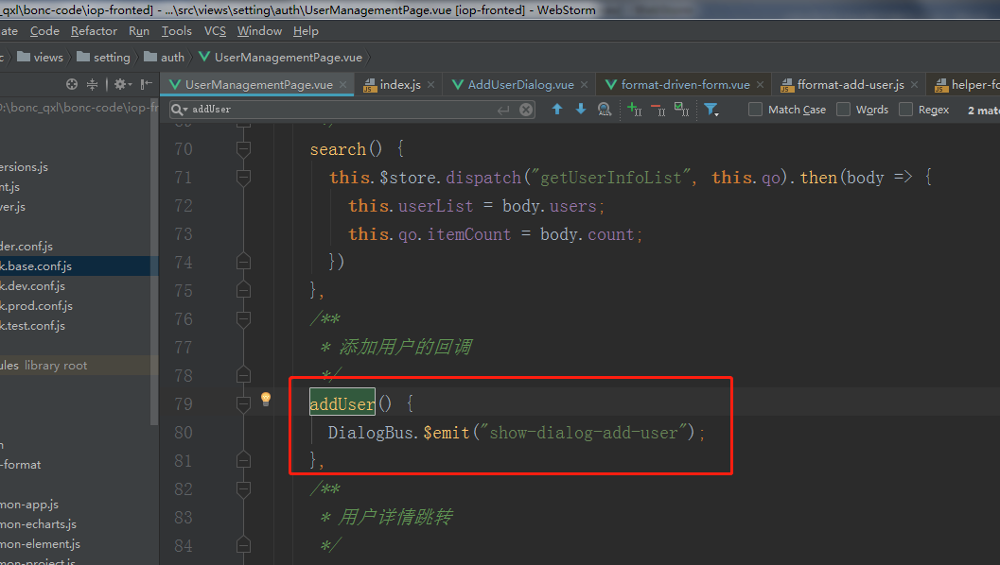 _qxl\bonc-code\iop-fronted] - ...\src\views\setting\auth\UserManagementPage.vue [iop-fronted] - WebStorm
ate Code Refactor Run Tools VCS Window Help
c views setting auth UserManagementPage.vue
D:\bonc_qxl\bonc-code\iop-fr
UserManagementPage.vue index.js AddUserDialog.vue format-driven-form.vue fformat-add-user.js helper-fo
addUser Match Case Words Regex 2 mat
69 */
70 search() {
71 this.$store.dispatch("getUserInfoList", this.qo).then(body => {
72 this.userList = body.users;
73 this.qo.itemCount = body.count;
74 })
75 },
76 /**
77 * 添加用户的回调
78 */
79 addUser() {
80 DialogBus.$emit("show-dialog-add-user");
81 },
82 /**
83 * 用户详情跳转
84 */
ersions.js
nt.js
ver.js
der.conf.js
k.base.conf.js
k.dev.conf.js
k.prod.conf.js
k.test.conf.js
ules library root
n
-format
mon-app.js
mon-echarts.js
mon-element.js
mon-project.js